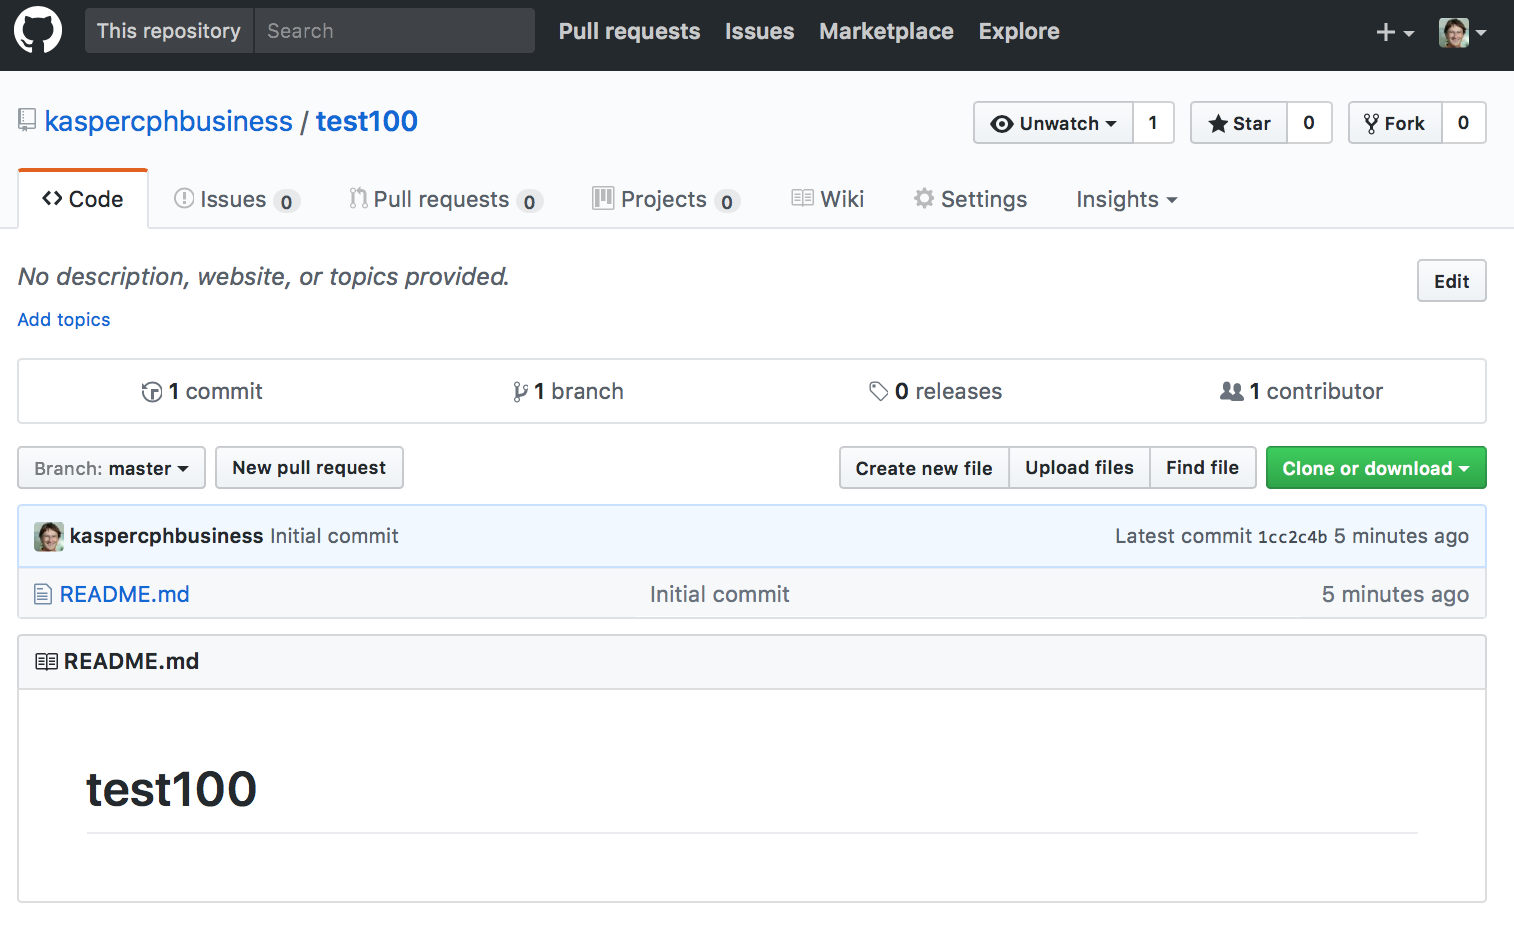 This repository Search Pull requests Issues Marketplace Explore
kaspercphbusiness / test100 Unwatch 1 Star 0 Fork 0
Code Issues 0 Pull requests 0 Projects 0 Wiki Settings Insights
No description, website, or topics provided. Edit
Add topics
1 commit 1 branch 0 releases 1 contributor
Branch: master New pull request Create new file Upload files Find file Clone or download
kaspercphbusiness Initial commit Latest commit 1cc2c4b 5 minutes ago
README.md Initial commit 5 minutes ago
README.md
test100